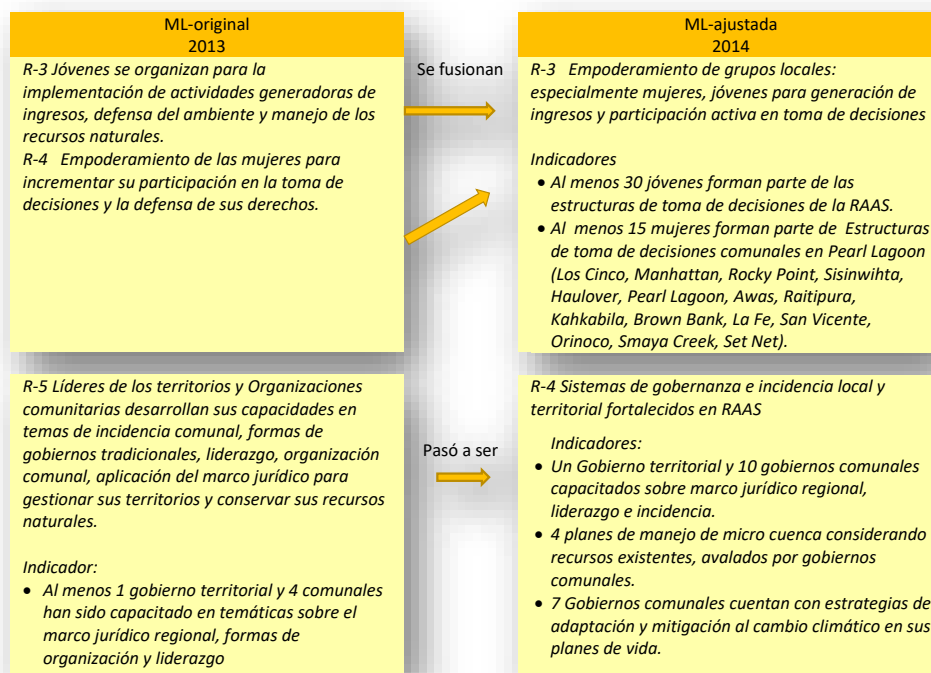 ML-original
2013
R-3 Jóvenes se organizan para la
implementación de actividades generadoras de
ingresos, defensa del ambiente y manejo de los
recursos naturales.
R-4 Empoderamiento de las mujeres para
incrementar su participación en la toma de
decisiones y la defensa de sus derechos.
Se fusionan
ML-ajustada
2014
R-3 Empoderamiento de grupos locales:
especialmente mujeres, jóvenes para generación de
ingresos y participación activa en toma de decisiones
Indicadores
• Al menos 30 jóvenes forman parte de las
estructuras de toma de decisiones de la RAAS.
• Al menos 15 mujeres forman parte de Estructuras
de toma de decisiones comunales en Pearl Lagoon
(Los Cinco, Manhattan, Rocky Point, Sisinwihta,
Haulover, Pearl Lagoon, Awas, Raitipura,
Kahkabila, Brown Bank, La Fe, San Vicente,
Orinoco, Smaya Creek, Set Net).
R-5 Líderes de los territorios y Organizaciones
comunitarias desarrollan sus capacidades en
temas de incidencia comunal, formas de
gobiernos tradicionales, liderazgo, organización
comunal, aplicación del marco jurídico para
gestionar sus territorios y conservar sus recursos
naturales.
Indicador:
• Al menos 1 gobierno territorial y 4 comunales
han sido capacitado en temáticas sobre el
marco jurídico regional, formas de
organización y liderazgo
Pasó a ser
R-4 Sistemas de gobernanza e incidencia local y
territorial fortalecidos en RAAS
Indicadores:
• Un Gobierno territorial y 10 gobiernos comunales
capacitados sobre marco jurídico regional,
liderazgo e incidencia.
• 4 planes de manejo de micro cuenca considerando
recursos existentes, avalados por gobiernos
comunales.
• 7 Gobiernos comunales cuentan con estrategias de
adaptación y mitigación al cambio climático en sus
planes de vida.